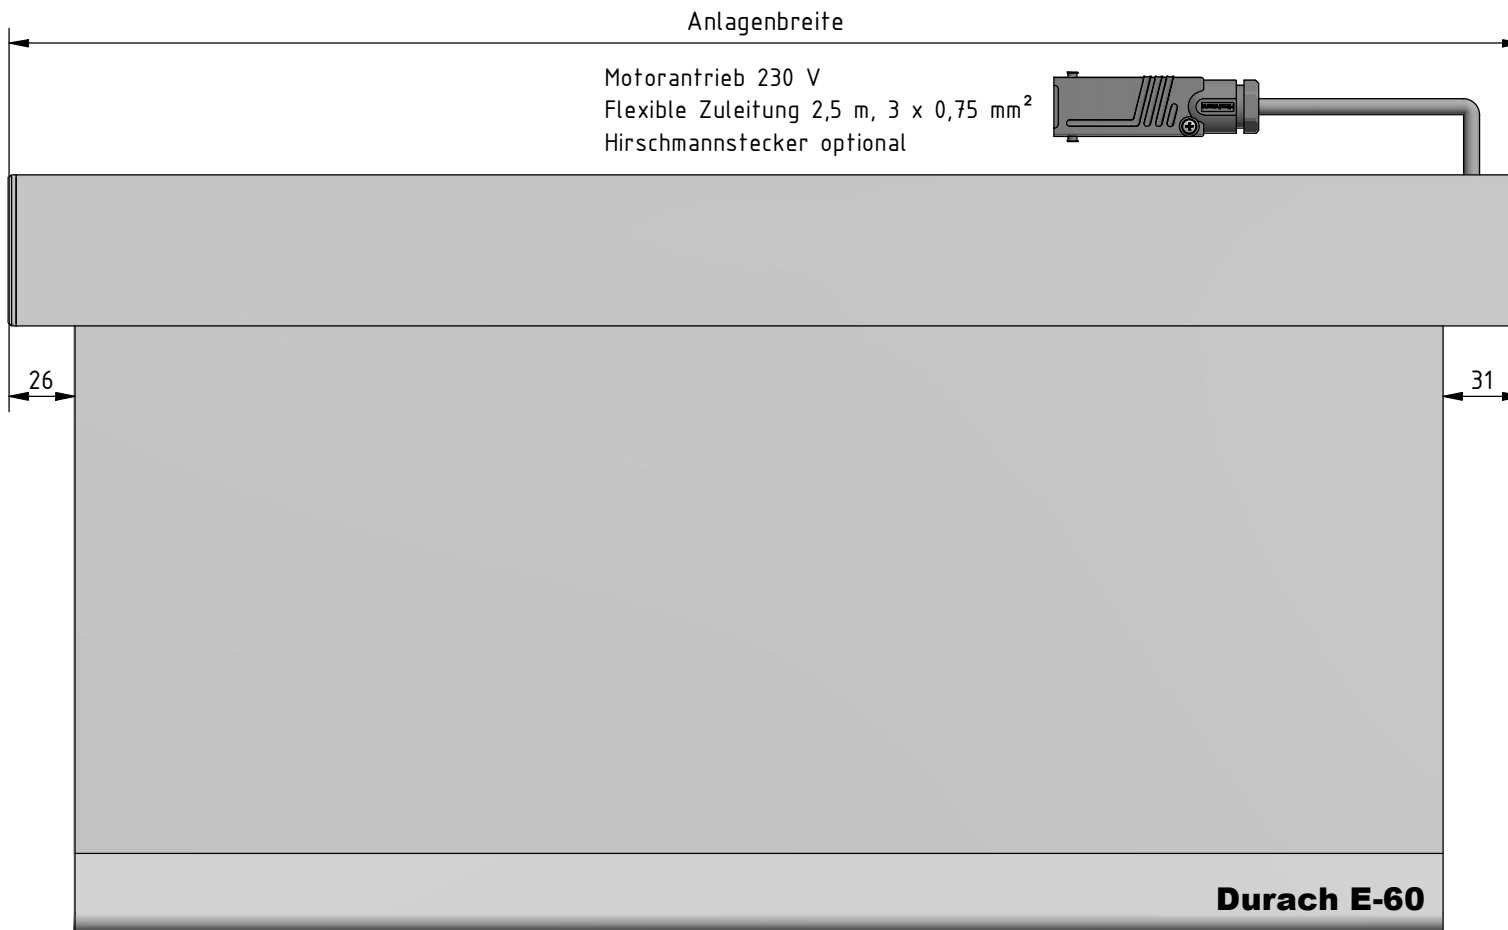 Anlagenbreite
Motorantrieb 230 V
Flexible Zuleitung 2,5 m, 3 x 0,75 mm²
Hirschmannstecker optional
26
31
Durach E-60